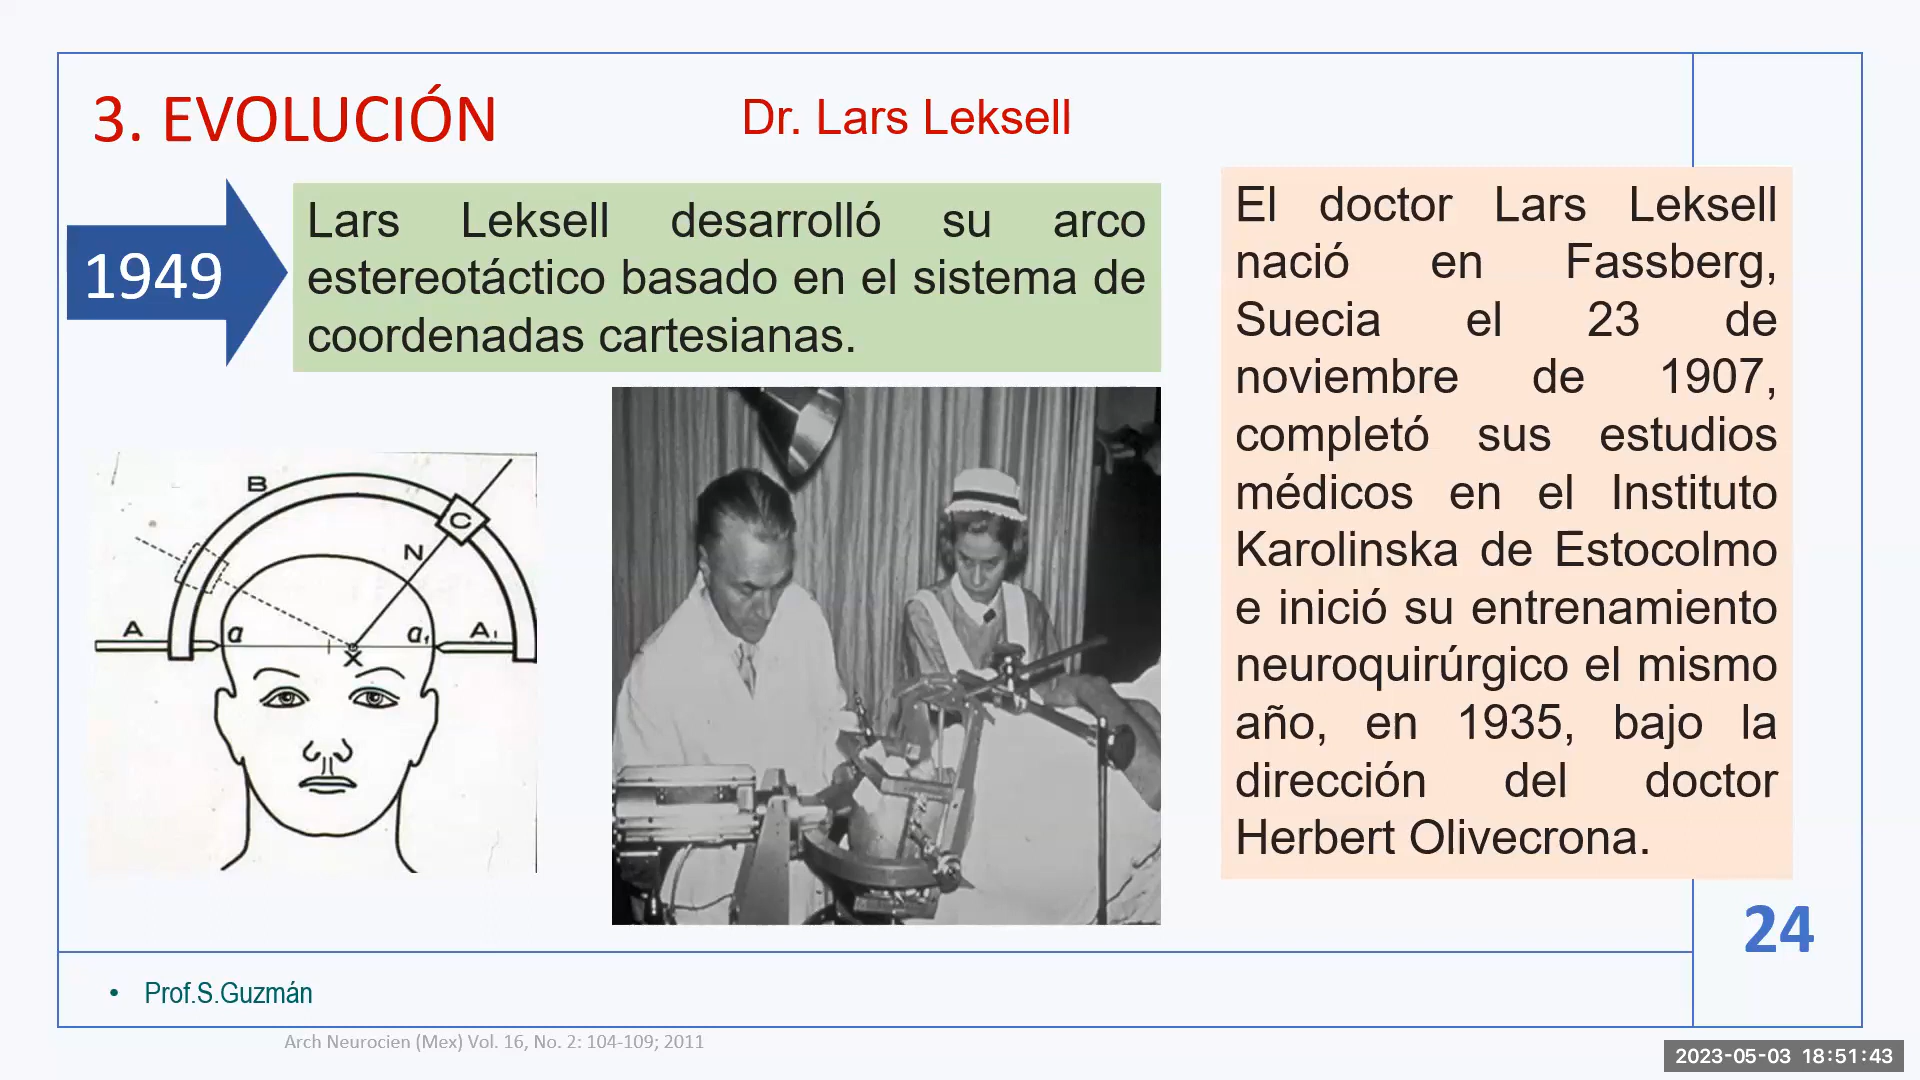 3. EVOLUCIÓN
Dr. Lars Leksell
1949
Lars Leksell desarrolló su arco
estereotáctico basado en el sistema de
coordenadas cartesianas.
B
C
N
A
a
a₁
A₁
X
El doctor Lars Leksell
nació en Fassberg,
Suecia el 23 de
noviembre de 1907,
completó sus estudios
médicos en el Instituto
Karolinska de Estocolmo
e inició su entrenamiento
neuroquirúrgico el mismo
año, en 1935, bajo la
dirección del doctor
Herbert Olivecrona.
24
• Prof.S.Guzmán
Arch Neurocien (Mex) Vol. 16, No. 2: 104-109; 2011
2023-05-03 18:51:43